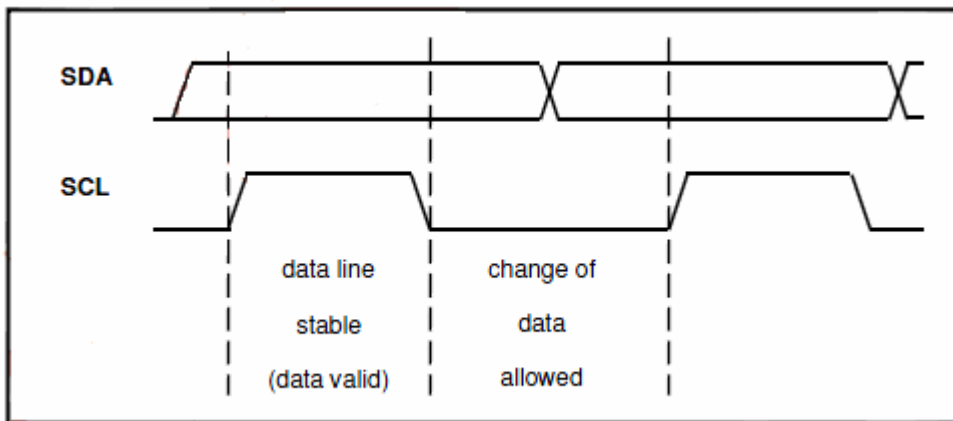 SDA
SCL
data line
stable
(data valid)
change of
data
allowed